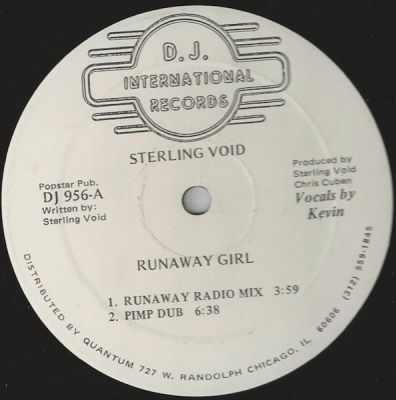 D.J.
INTERNATIONAL
RECORDS
STERLING VOID
Popstar Pub.
DJ 956-A
Written by:
Sterling Void
Produced by
Sterling Void
Chris Cuben
Vocals by
Kevin
RUNAWAY GIRL
1. RUNAWAY RADIO MIX 3:59
2. PIMP DUB 6:38
DISTRIBUTED BY QUANTUM 727 W. RANDOLPH CHICAGO, IL 60606 (312) 559-1845